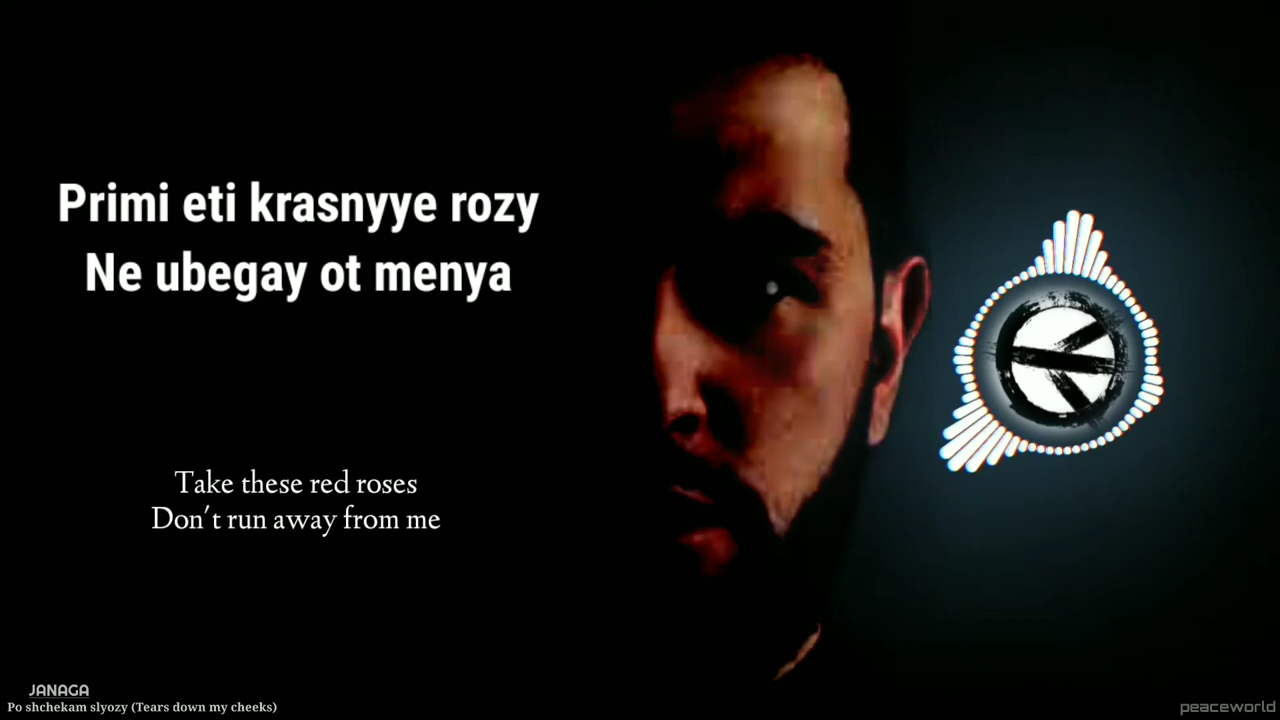 Primi eti krasnyye rozy
Ne ubegay ot menya
Take these red roses
Don't run away from me
JANAGA
Po shchekam slyozy (Tears down my cheeks)
peaceworld